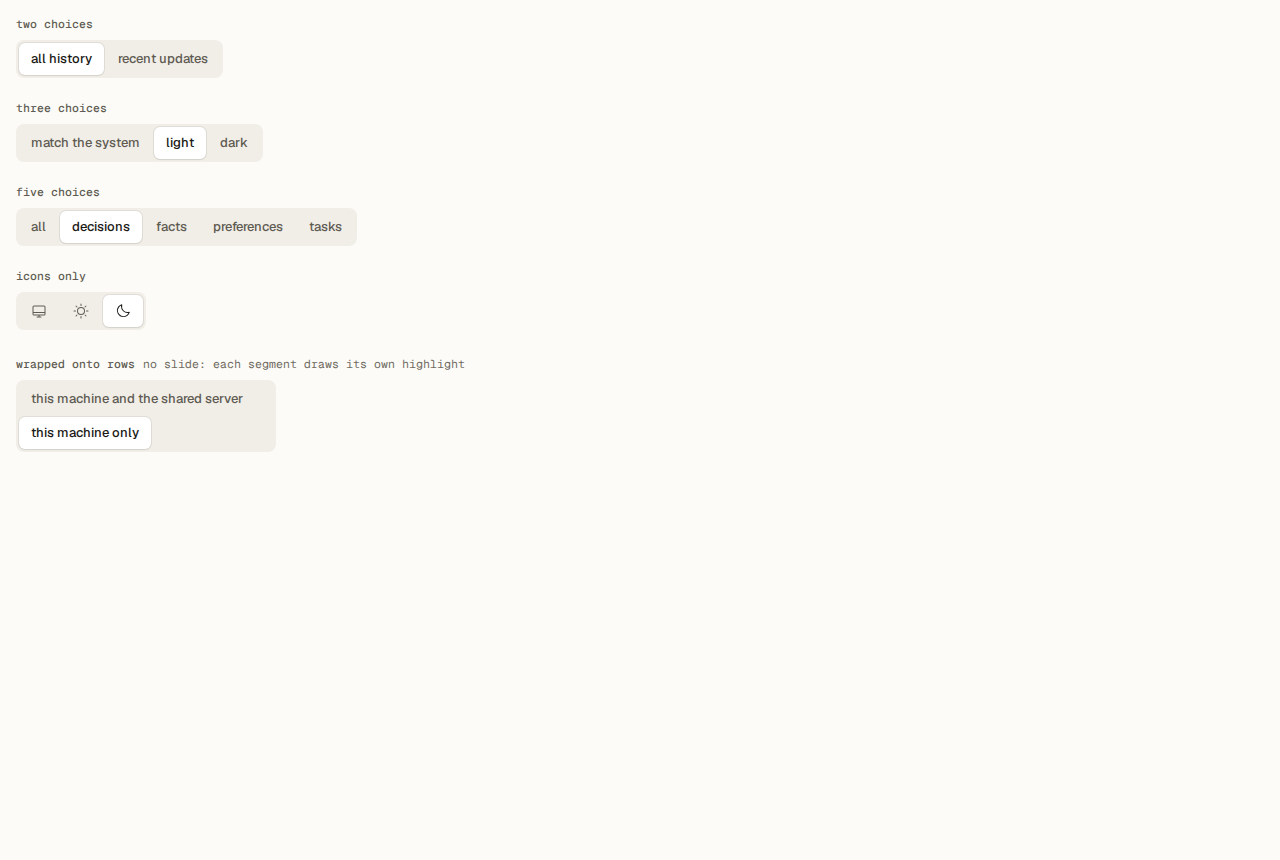 two choices
all history recent updates
three choices
match the system light dark
five choices
all decisions facts preferences tasks
icons only
wrapped onto rows no slide: each segment draws its own highlight
this machine and the shared server
this machine only